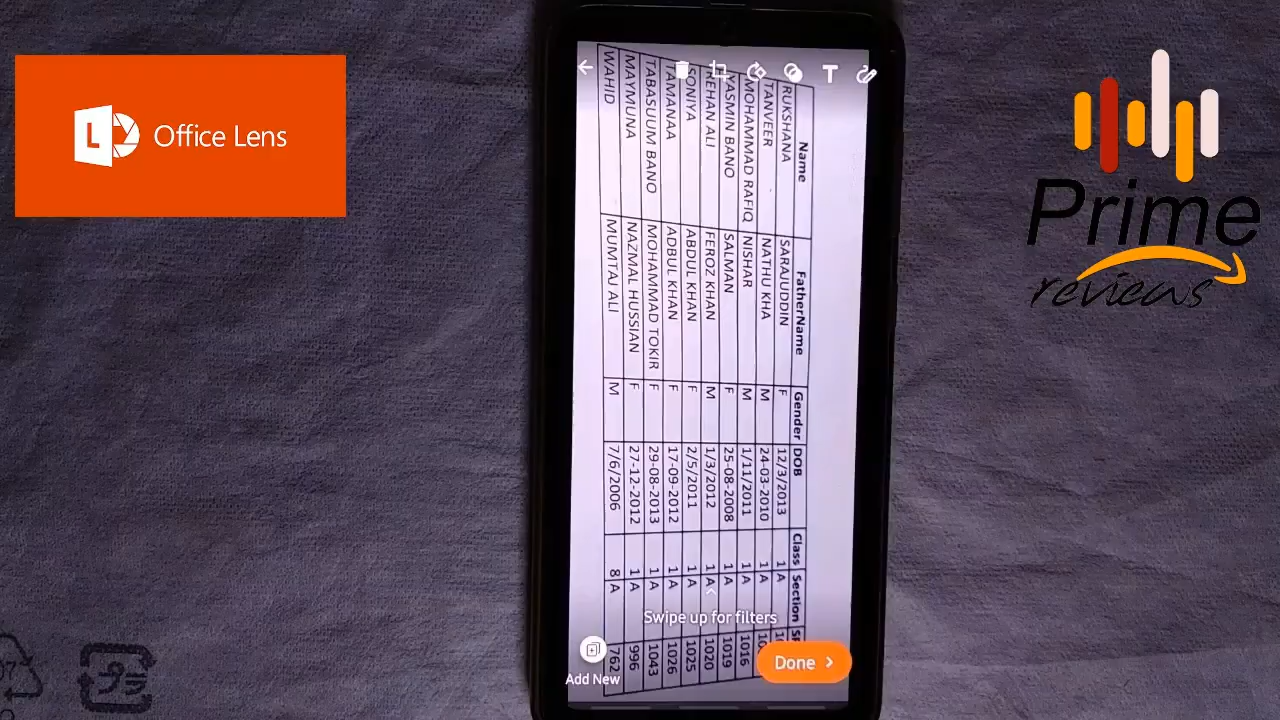 Office Lens
Prime
reviews
T
Name FatherName Gender DOB Class Section
RUKSHANA SARAJUDDIN F 12/3/2013 1 A
TANVEER NATHU KHA M 24-03-2010 1 A
MOHAMMAD RAFIQ NISHAR M 1/11/2011 1 A 1016
YASMIN BANO SALMAN F 25-08-2008 1 A 1019
REHAN ALI FEROZ KHAN M 1/3/2012 1 A 1020
SONIYA ABDUL KHAN F 2/5/2011 1 A 1025
TAMANAA ADBUL KHAN F 17-09-2012 1 A 1026
TABASUUM BANO MOHAMMAD TOKIR F 29-08-2013 1 A 1043
MAYMUNA NAZMAL HUSSIAN F 27-12-2012 1 A 996
WAHID MUMTAJ ALI M 7/6/2006 8 A 762
Swipe up for filters
Add New
Done
プラ